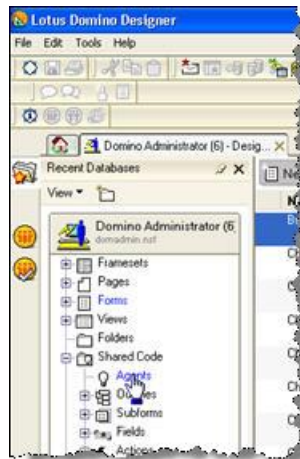 Lotus Domino Designer
File Edit Tools Help
Domino Administrator (6) - Desig...
Recent Databases
View
Domino Administrator (6
domadmin.nsf
Framesets
Pages
Forms
Views
Folders
Shared Code
Agents
Subforms
Fields
Actions